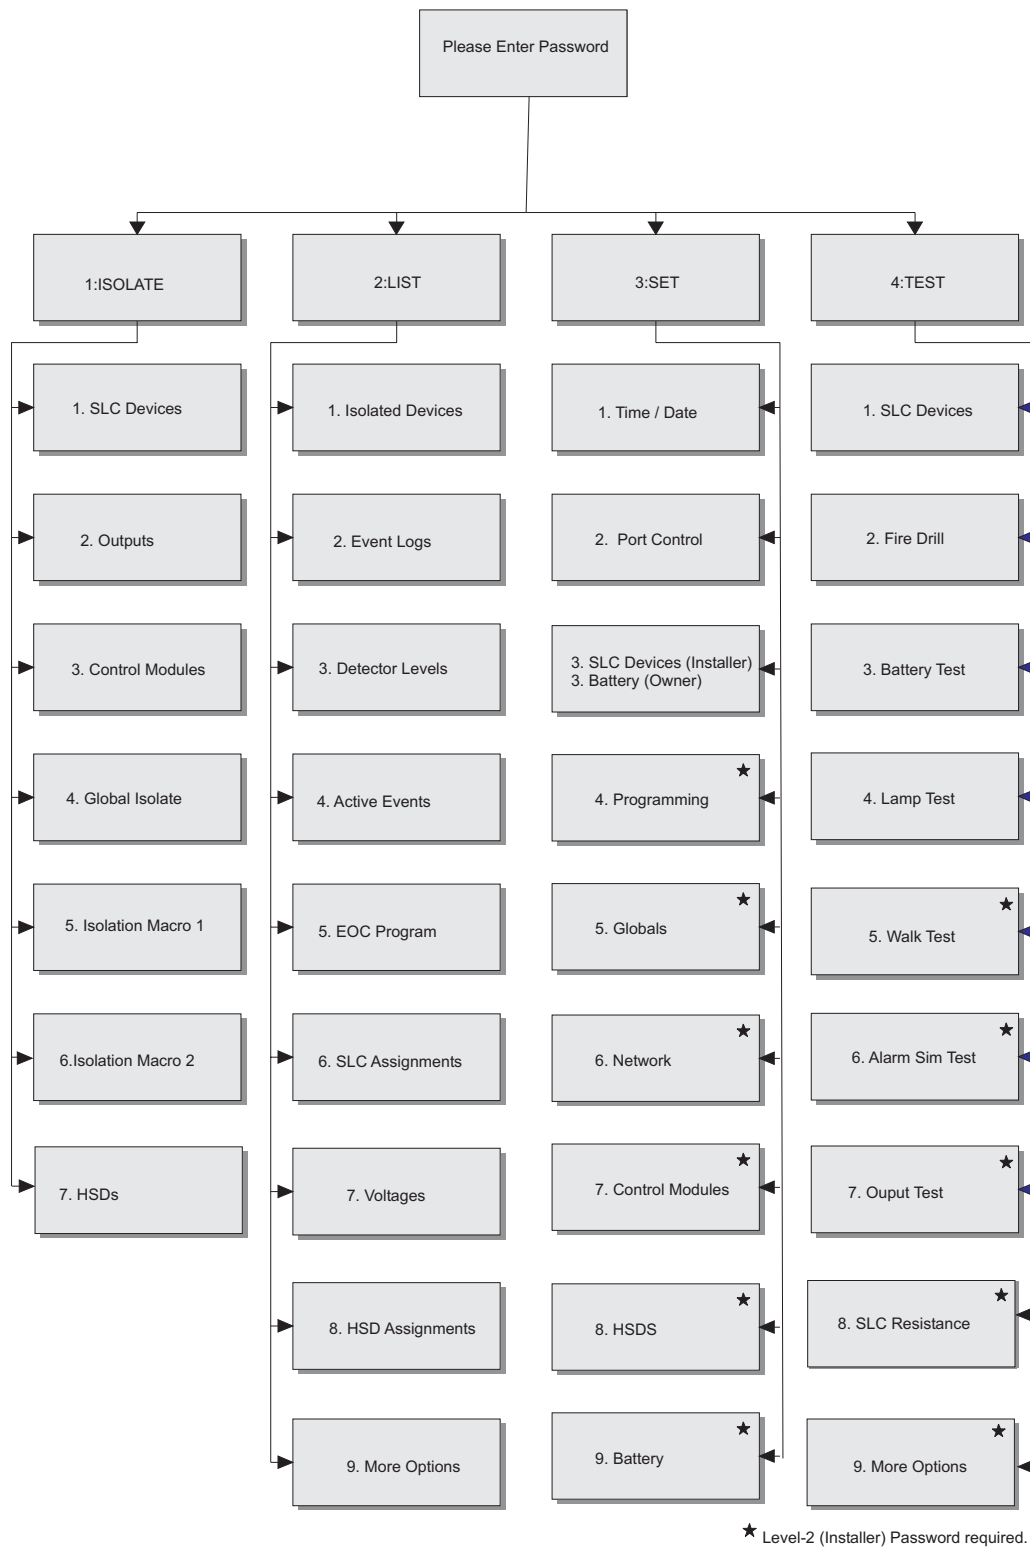 Please Enter Password
1:ISOLATE
1. SLC Devices
2. Outputs
3. Control Modules
4. Global Isolate
5. Isolation Macro 1
6.Isolation Macro 2
7. HSDs
2:LIST
1. Isolated Devices
2. Event Logs
3. Detector Levels
4. Active Events
5. EOC Program
6. SLC Assignments
7. Voltages
8. HSD Assignments
9. More Options
3:SET
1. Time / Date
2. Port Control
3. SLC Devices (Installer)
3. Battery (Owner)
4. Programming ★
5. Globals ★
6. Network ★
7. Control Modules ★
8. HSDS ★
9. Battery ★
4:TEST
1. SLC Devices
2. Fire Drill
3. Battery Test
4. Lamp Test
5. Walk Test ★
6. Alarm Sim Test ★
7. Ouput Test ★
8. SLC Resistance ★
9. More Options ★
★ Level-2 (Installer) Password required.